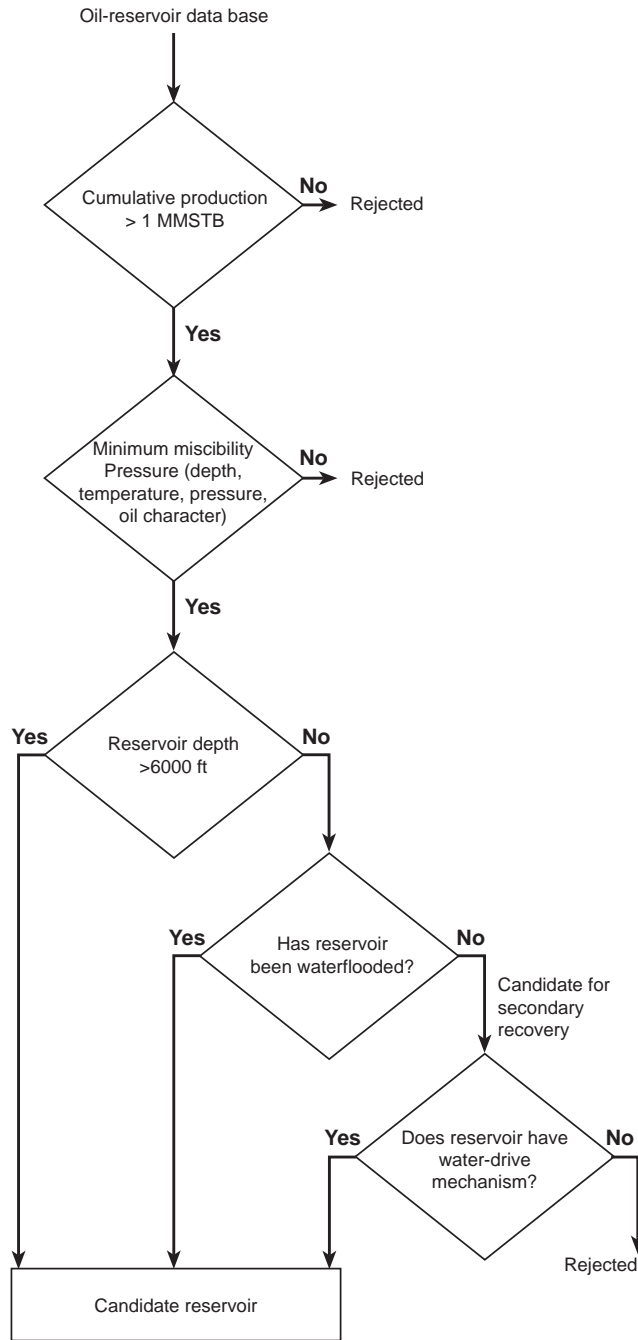 Oil-reservoir data base
Cumulative production
> 1 MMSTB
No
Rejected
Yes
Minimum miscibility
Pressure (depth,
temperature, pressure,
oil character)
No
Rejected
Yes
Reservoir depth
>6000 ft
Yes
No
Has reservoir
been waterflooded?
Yes
No
Candidate for
secondary
recovery
Does reservoir have
water-drive
mechanism?
Yes
No
Rejected
Candidate reservoir